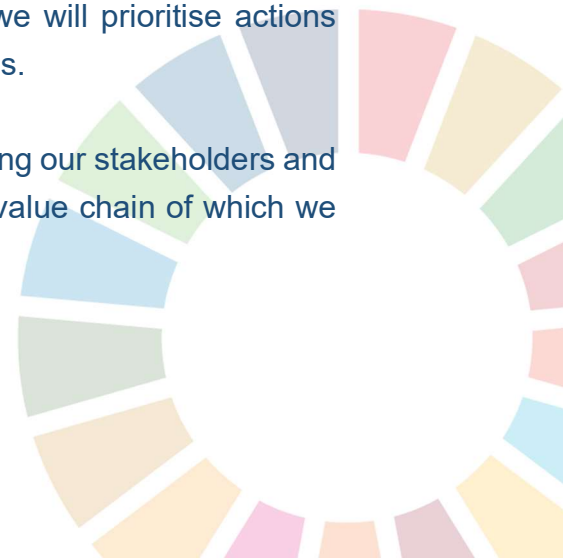 we will prioritise actions
s.
ng our stakeholders and
value chain of which we